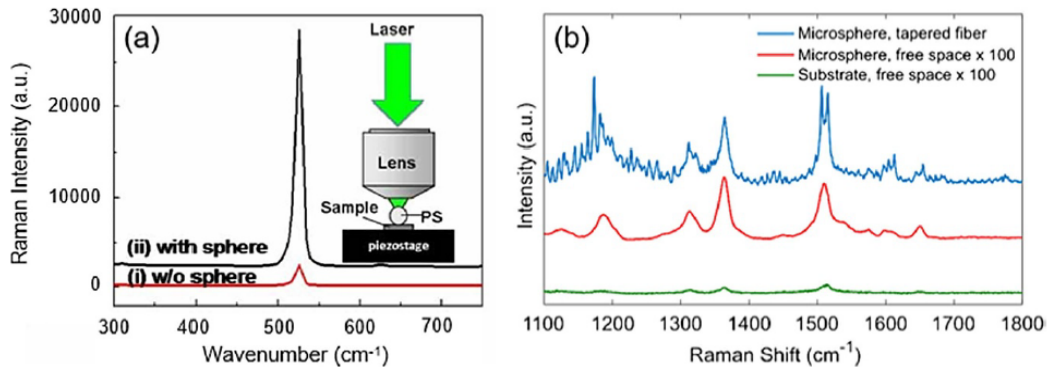 (a)
Raman Intensity (a.u.)
30000
20000
10000
0
Laser
Lens
Sample
PS
piezostage
(ii) with sphere
(i) w/o sphere
300 400 500 600 700
Wavenumber (cm⁻¹)
(b)
Intensity (a.u.)
Microsphere, tapered fiber
Microsphere, free space x 100
Substrate, free space x 100
1100 1200 1300 1400 1500 1600 1700 1800
Raman Shift (cm⁻¹)